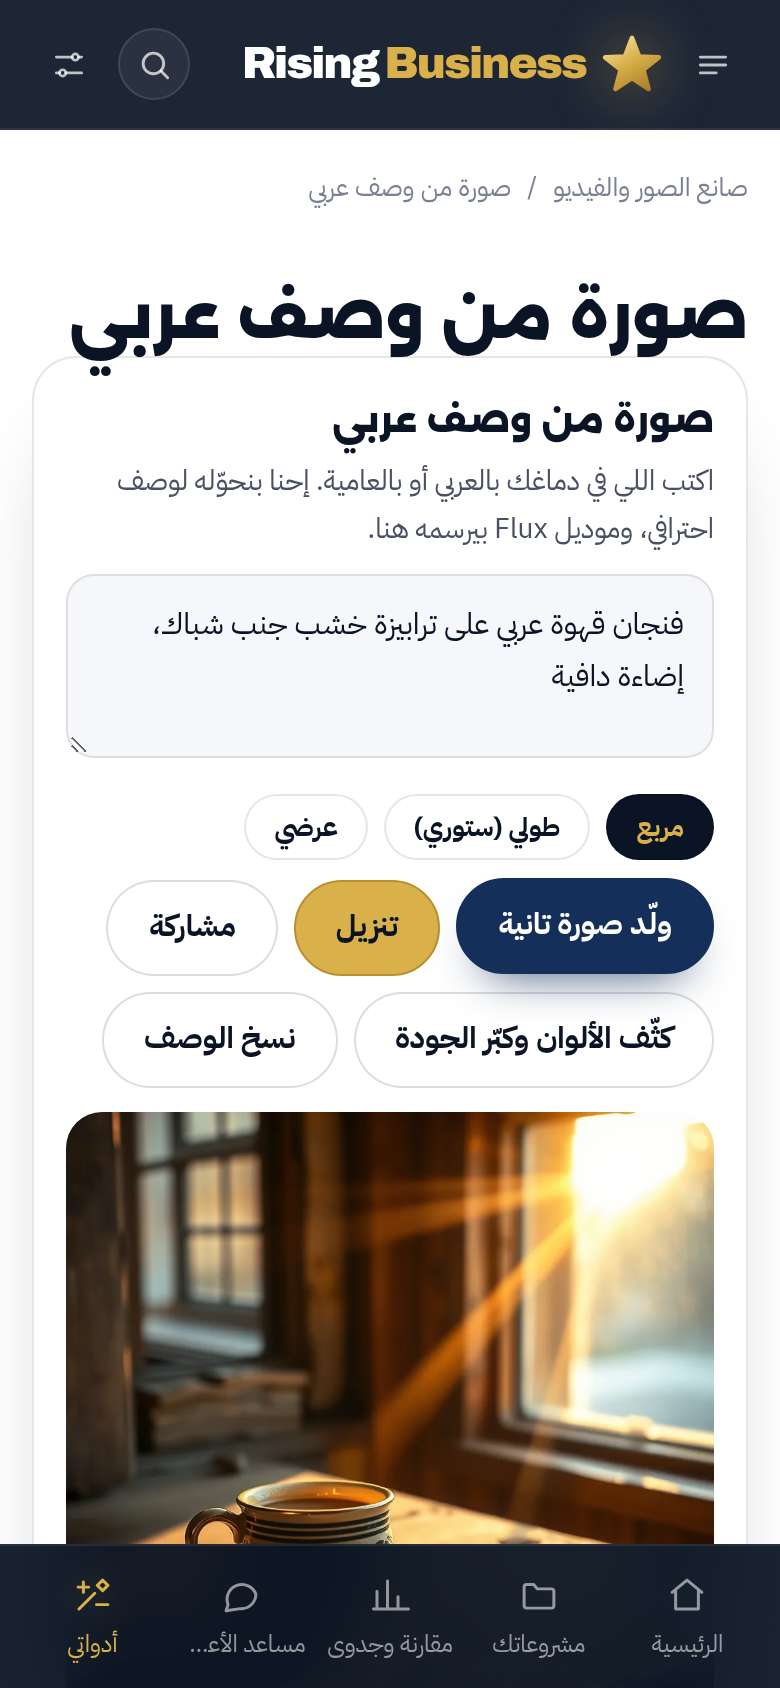 Rising Business
صانع الصور والفيديو / صورة من وصف عربي
صورة من وصف عربي
صورة من وصف عربي
اكتب اللي في دماغك بالعربي أو بالعامية. إحنا بنحوّله لوصف
احترافي، وموديل Flux بيرسمه هنا.
فنجان قهوة عربي على ترابيزة خشب جنب شباك،
إضاءة دافية
مربع
طولي (ستوري)
عرضي
ولّد صورة تانية
تنزيل
مشاركة
كثّف الألوان وكبّر الجودة
نسخ الوصف
الرئيسية
مشروعاتك
مقارنة وجدوى
مساعد الأعـ...
أدواتي